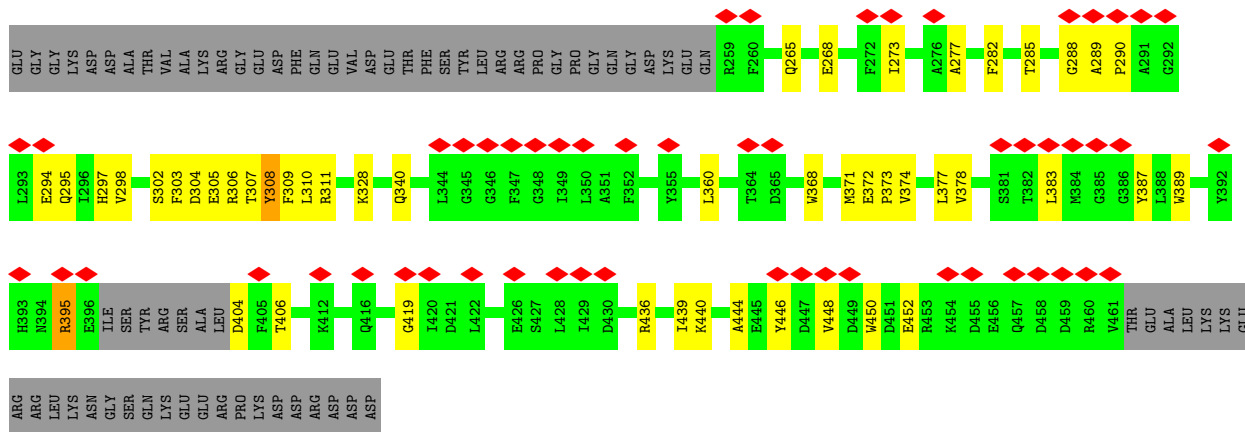 GLU GLY GLY LYS ASP ASP ALA THR VAL ALA LYS ARG GLY GLU ASP PHE GLN GLU VAL ASP GLU THR PHE SER TYR LEU ARG ARG PRO GLY PRO GLY GLN GLY ASP LYS GLU GLN R259 F260 Q265 E268 F272 I273 A276 A277 F282 T285 G288 A289 P290 A291 G292
L293 E294 Q295 I296 H297 V298 S302 F303 D304 E305 R306 T307 Y308 F309 L310 R311 K328 Q340 L344 G345 G346 F347 G348 I349 L350 A351 F352 Y355 L360 T364 D365 W368 M371 E372 P373 V374 L377 V378 S381 T382 L383 M384 G385 G386 Y387 L388 W389 Y392
H393 N394 R395 E396 ILE SER TYR ARG SER ALA LEU D404 F405 T406 K412 Q416 G419 I420 D421 L422 E426 S427 L428 I429 D430 R436 I439 K440 A444 E445 Y446 D447 V448 D449 W450 D451 E452 R453 K454 D455 E456 Q457 D458 D459 R460 V461 THR GLU ALA LEU LYS LYS GLU
ARG ARG LEU LYS ASN GLY SER GLN LYS GLU GLU ARG PRO LYS ASP ASP ARG ASP ASP ASP